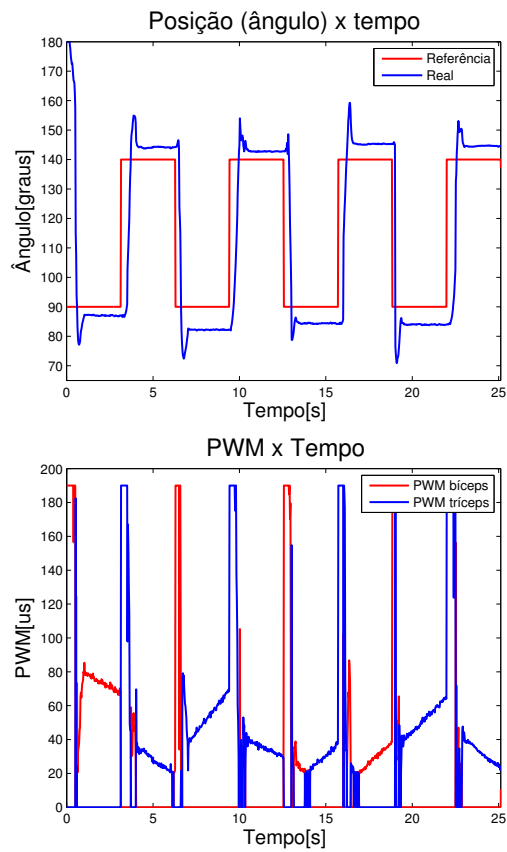 Posição (ângulo) x tempo
180
170
160
150
140
130
120
110
100
90
80
70
Ângulo[graus]
Referência
Real
0 5 10 15 20 25
Tempo[s]
PWM x Tempo
200
180
160
140
120
100
80
60
40
20
0
PWM[us]
PWM bíceps
PWM tríceps
0 5 10 15 20 25
Tempo[s]